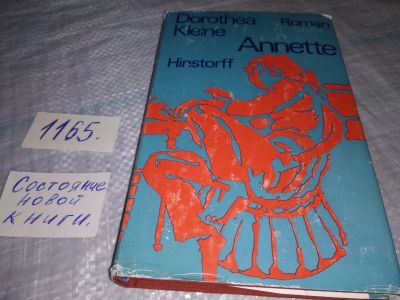 Dorothea Roman
Kleine
Annette
Hinstorff
1165.
Состояние
новой
книги.